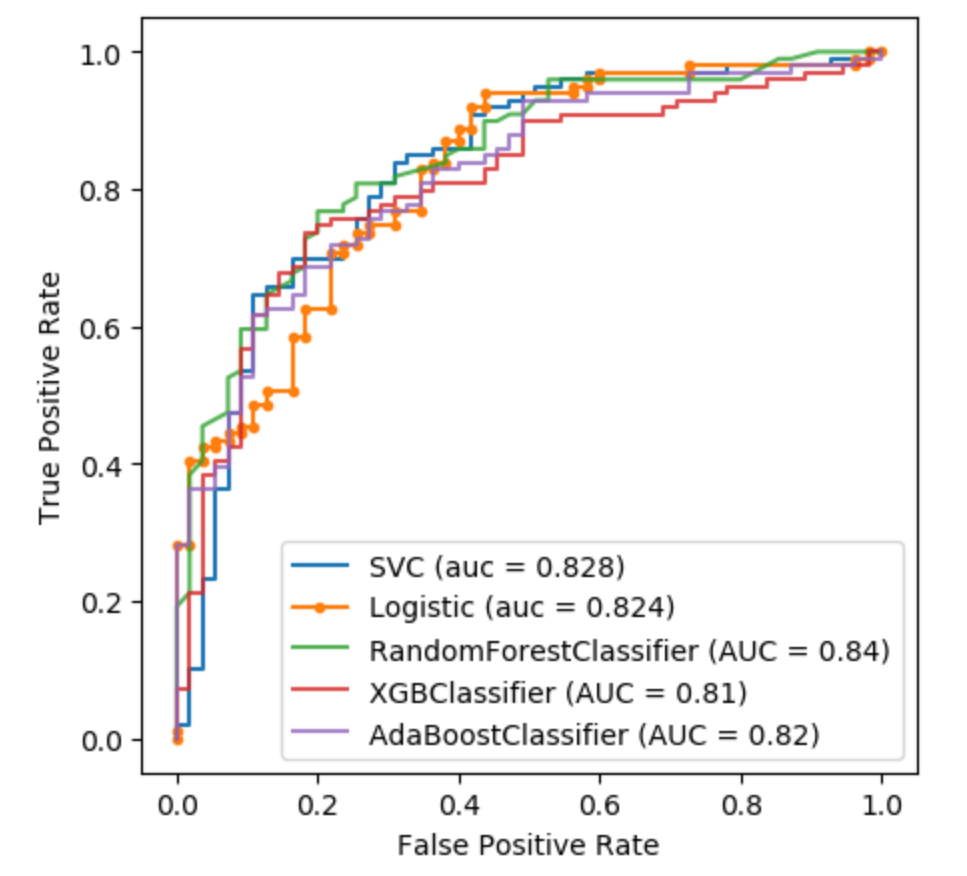 1.0
0.8
0.6
0.4
0.2
0.0
True Positive Rate
SVC (auc = 0.828)
Logistic (auc = 0.824)
RandomForestClassifier (AUC = 0.84)
XGBClassifier (AUC = 0.81)
AdaBoostClassifier (AUC = 0.82)
0.0 0.2 0.4 0.6 0.8 1.0
False Positive Rate